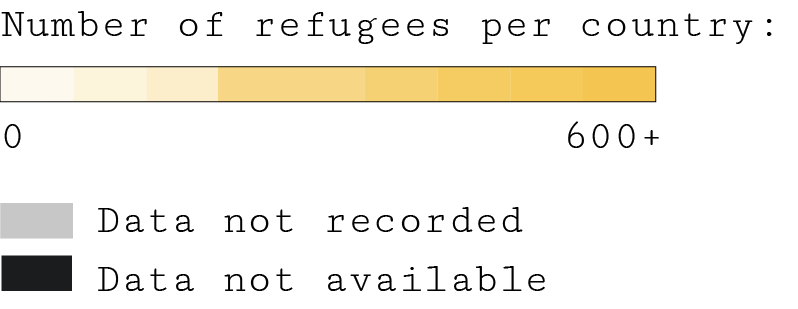 Number of refugees per country:
0 600+
Data not recorded
Data not available